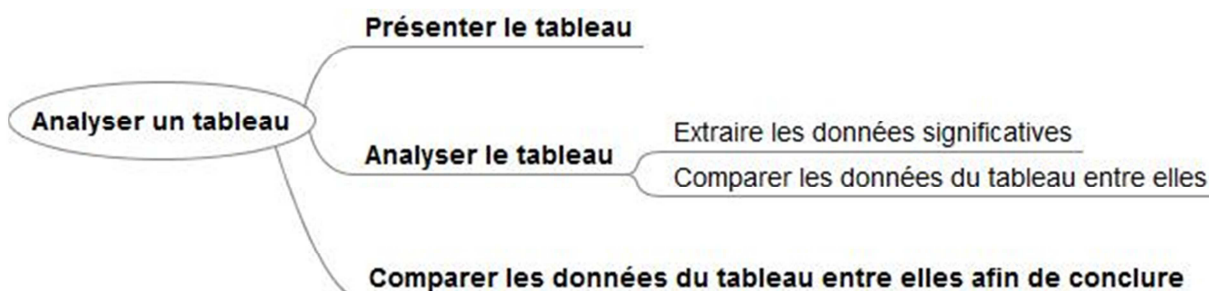 Présenter le tableau
Analyser un tableau
Analyser le tableau
Extraire les données significatives
Comparer les données du tableau entre elles
Comparer les données du tableau entre elles afin de conclure